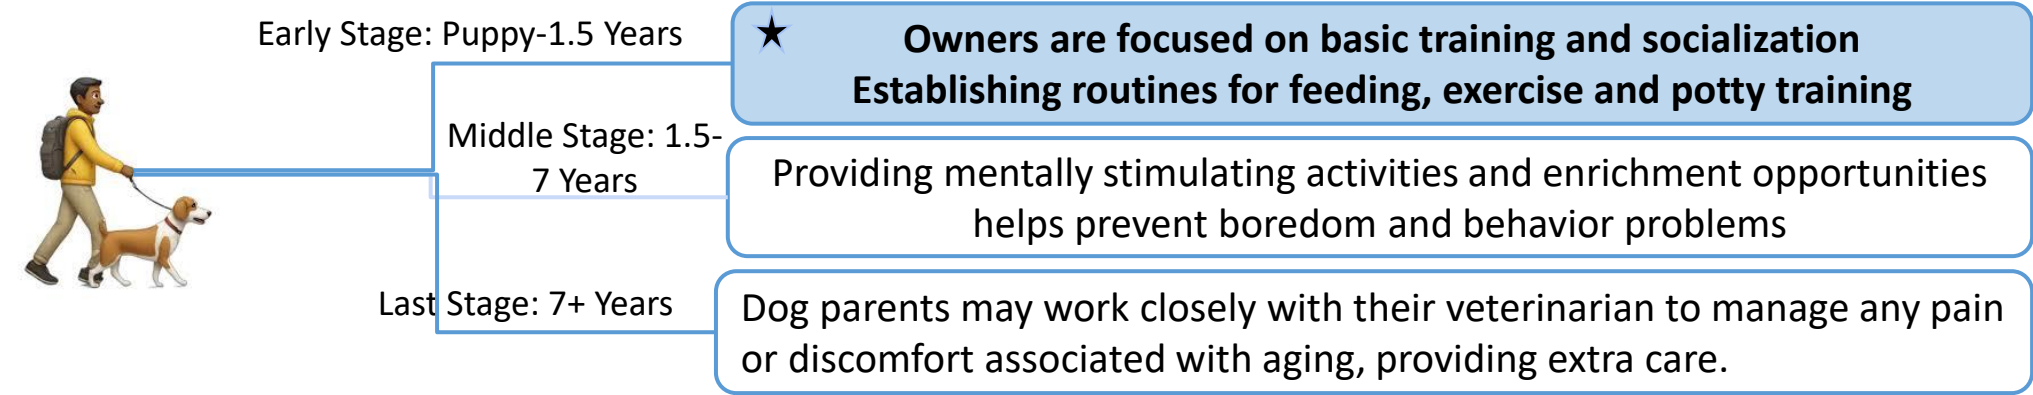 Early Stage: Puppy-1.5 Years
Owners are focused on basic training and socialization
Establishing routines for feeding, exercise and potty training
Middle Stage: 1.5-
7 Years
Providing mentally stimulating activities and enrichment opportunities
helps prevent boredom and behavior problems
Last Stage: 7+ Years
Dog parents may work closely with their veterinarian to manage any pain
or discomfort associated with aging, providing extra care.